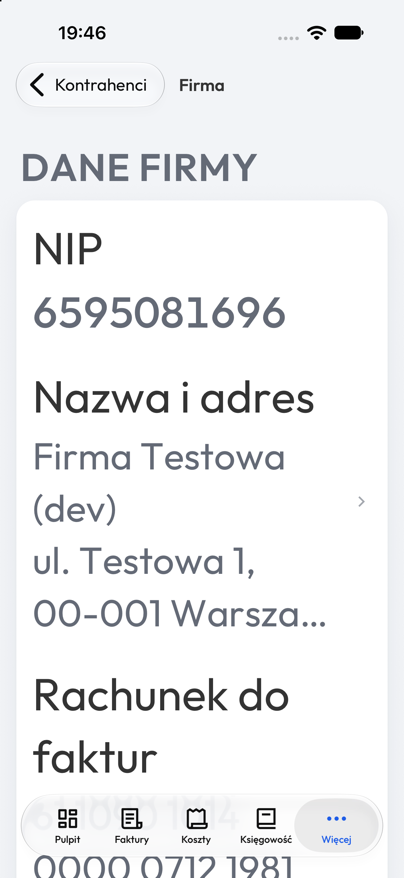 19:46
Kontrahenci
Firma
DANE FIRMY
NIP
6595081696
Nazwa i adres
Firma Testowa
(dev)
ul. Testowa 1,
00-001 Warsza...
Rachunek do
faktur
Pulpit
Faktury
Koszty
Księgowość
Więcej
0000 0712 1981